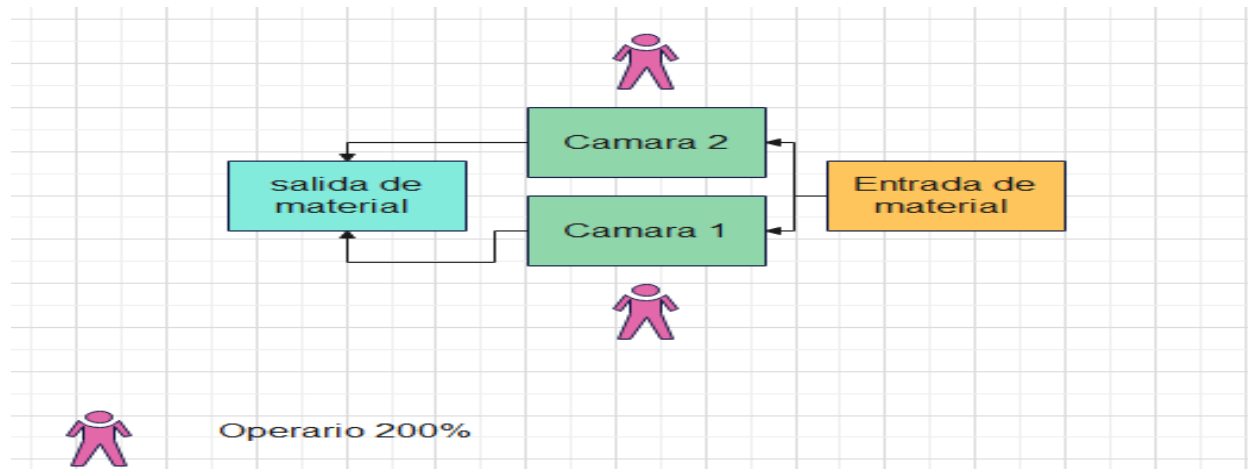 Camara 2
salida de
material
Entrada de
material
Camara 1
Operario 200%